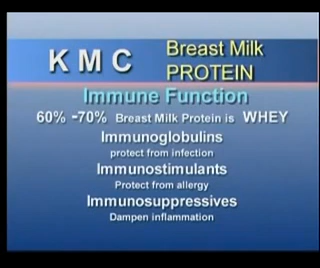 K M C
Breast Milk
PROTEIN
Immune Function
60% -70% Breast Milk Protein is WHEY
Immunoglobulins
protect from infection
Immunostimulants
Protect from allergy
Immunosuppressives
Dampen inflammation